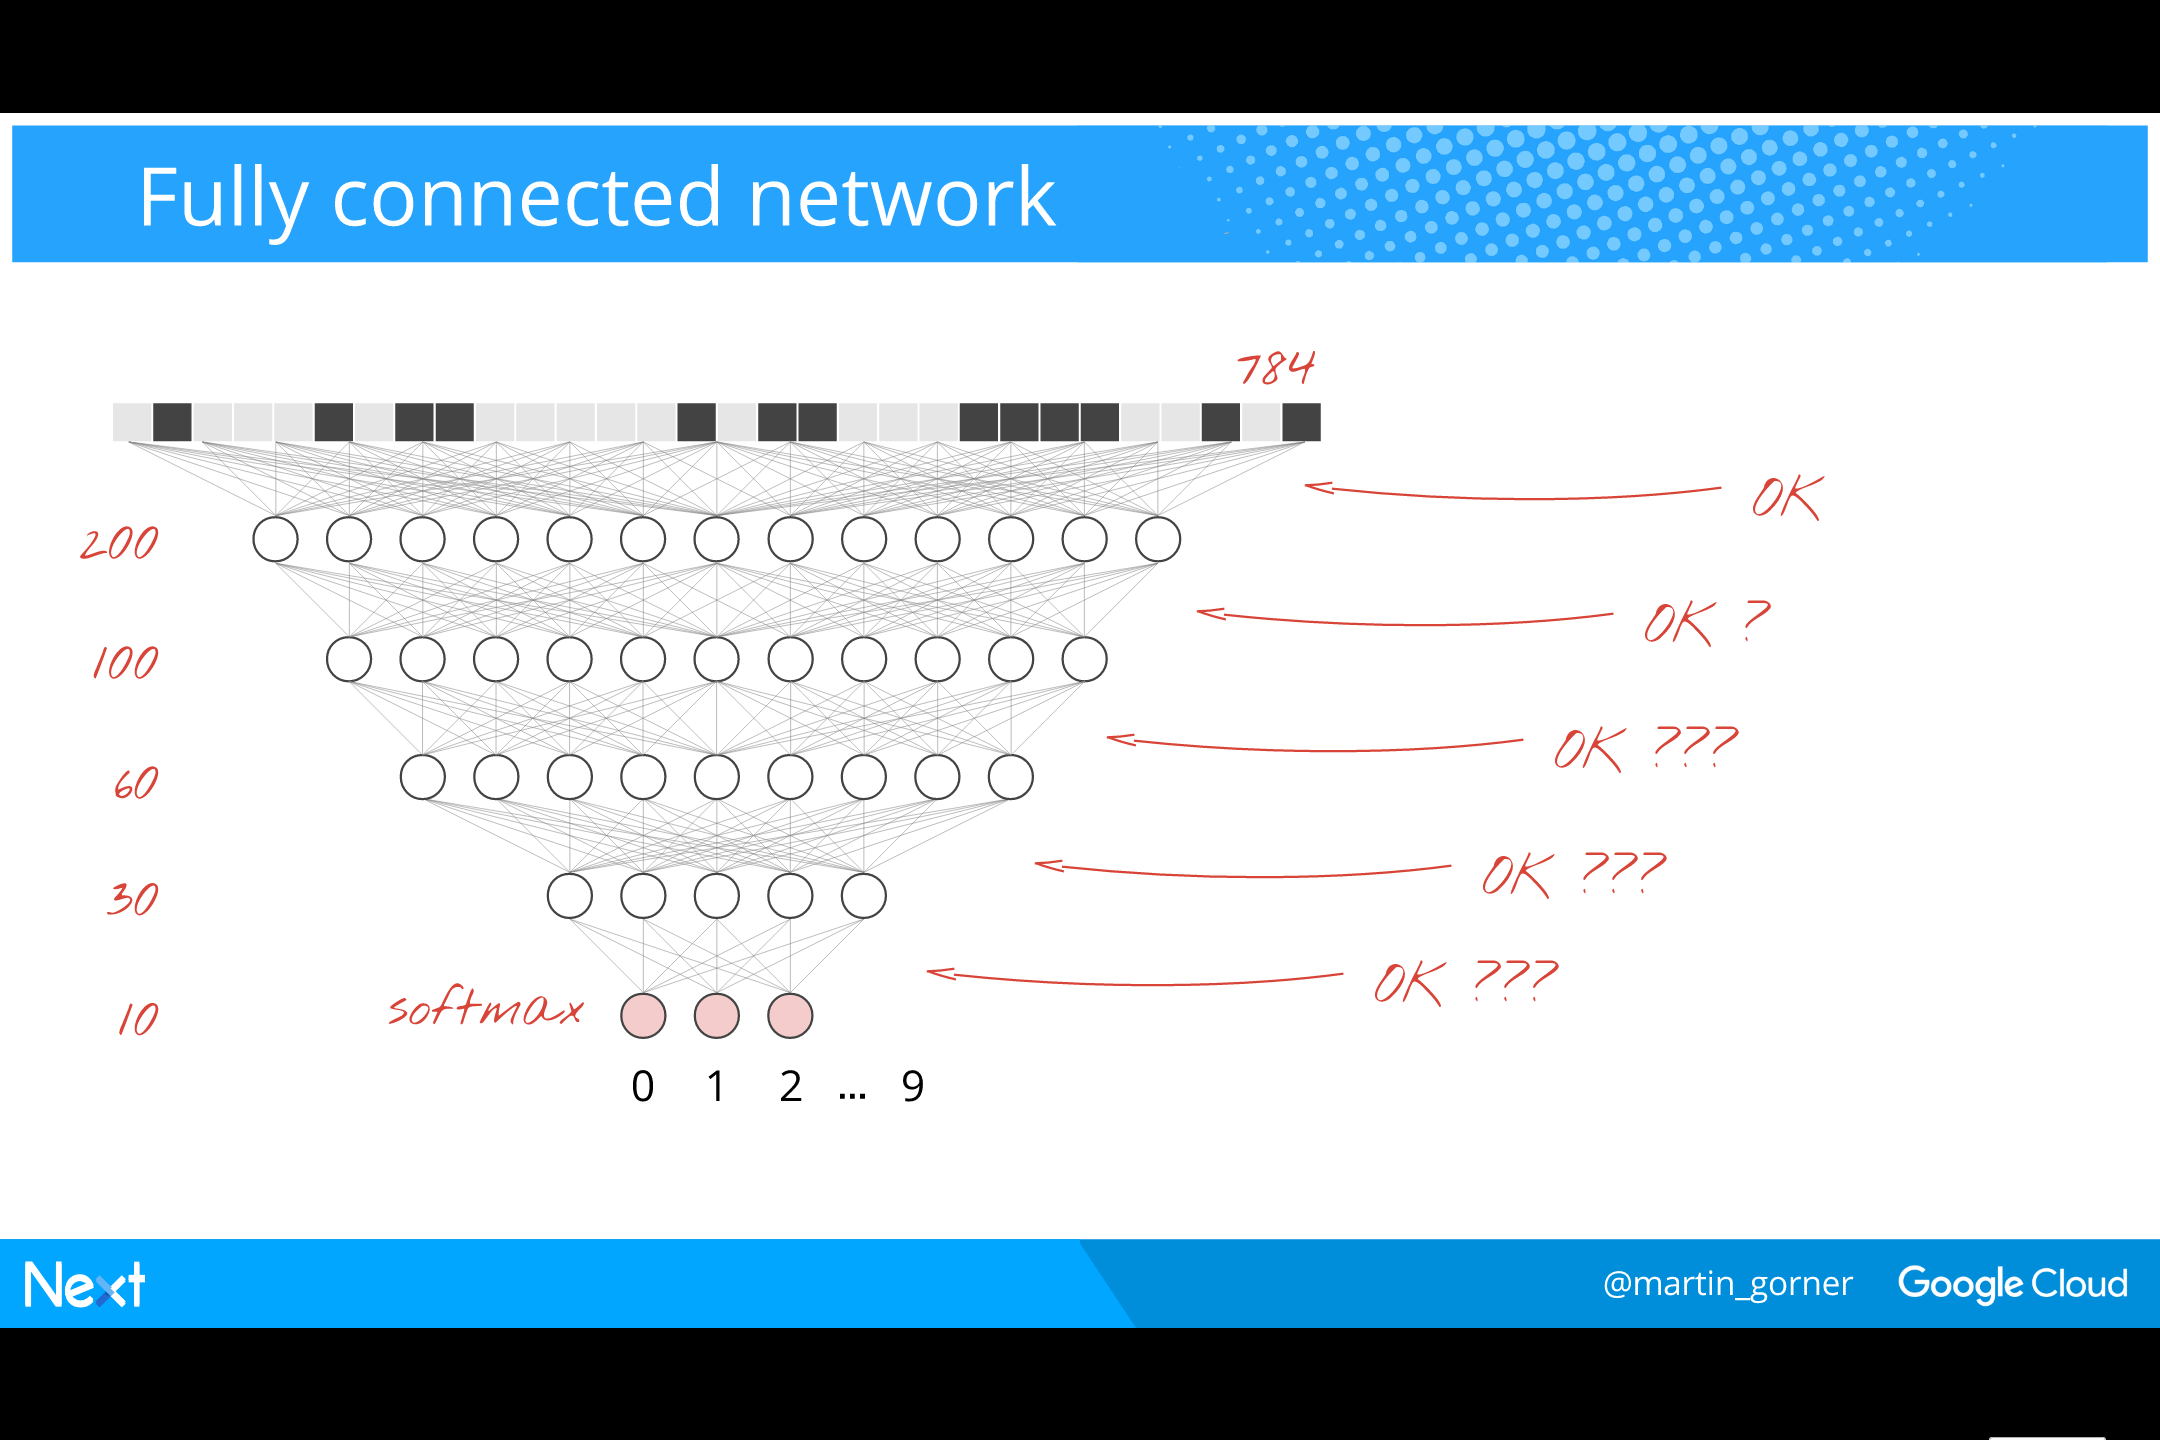 Fully connected network
784
OK
200
OK ?
100
OK ???
60
OK ???
30
OK ???
softmax
10
0 1 2 ... 9
Next
@martin_gorner Google Cloud